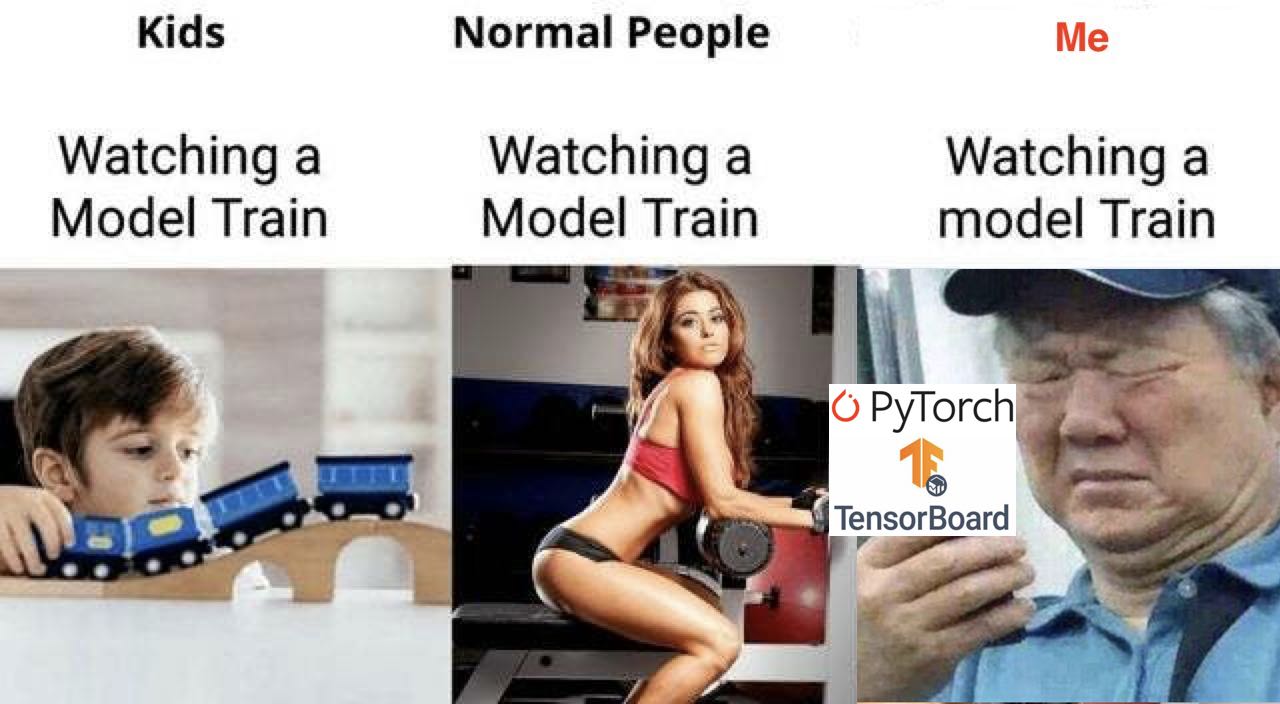 Kids
Watching a
Model Train
Normal People
Watching a
Model Train
Me
Watching a
model Train
PyTorch
TensorBoard